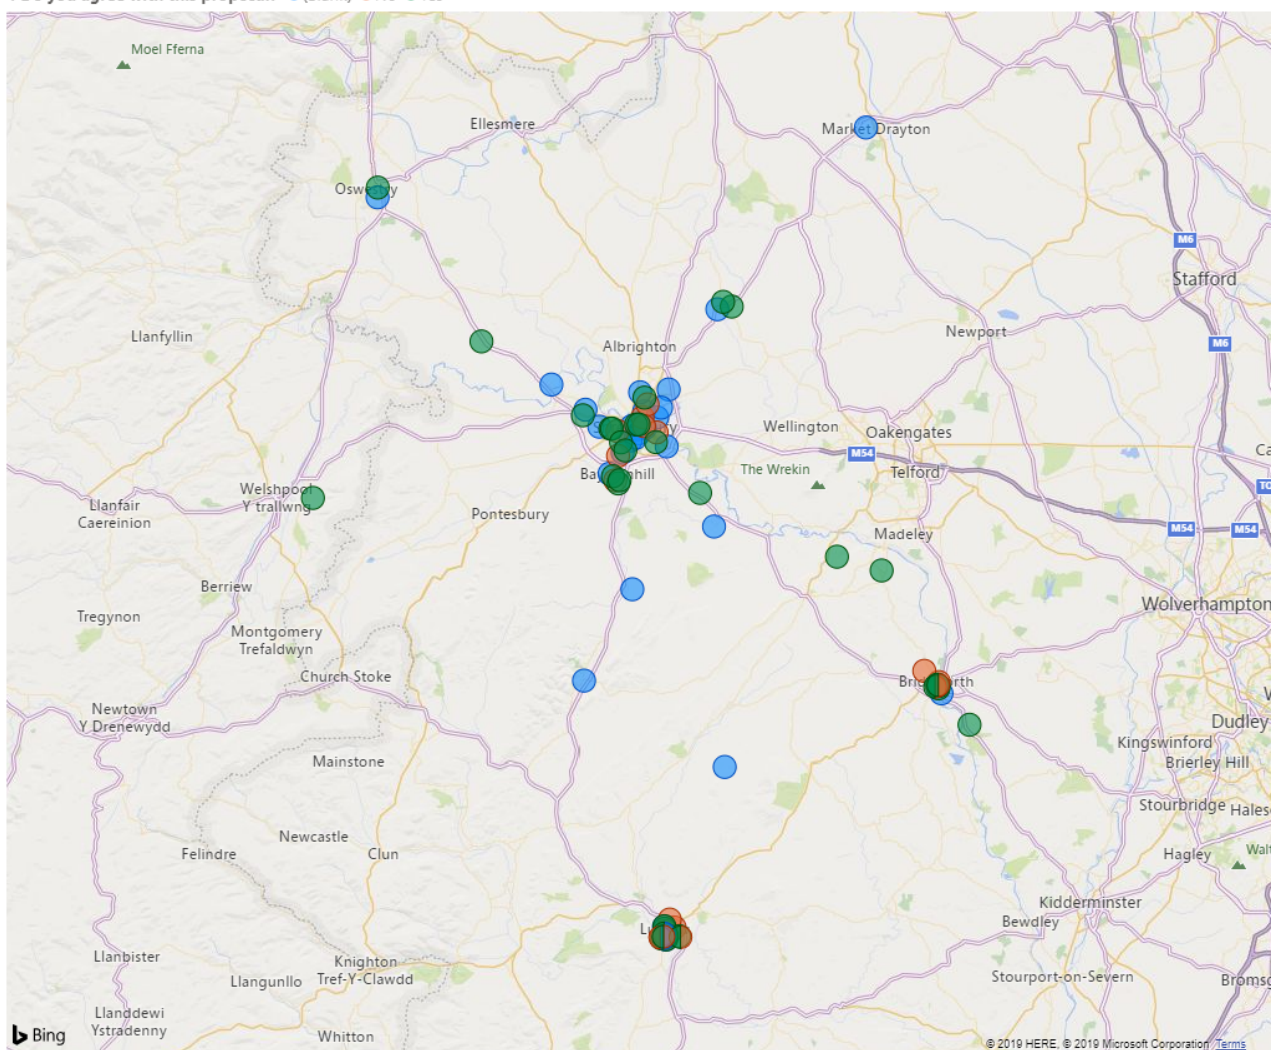 Moel Fferna
Ellesmere
Market Drayton
Oswestry
M6
Stafford
Llanfyllin
Newport
M6
Albrighton
Wellington
Oakengates
M54
The Wrekin
Telford
Welshpool
Y trallwng
Llanfair
Caereinion
Pontesbury
Madeley
M54
M54
Berriew
Wolverhampton
Tregynon
Montgomery
Trefaldwyn
Church Stoke
Newtown
Y Drenewydd
Dudley
Kingswinford
Mainstone
Brierley Hill
Stourbridge
Hales
Newcastle
Felindre
Clun
Hagley
Walt
Kidderminster
Bewdley
Llanbister
Knighton
Tref-Y-Clawdd
Llangunllo
Stourport-on-Severn
Bromsg
Llanddewi
Ystradenny
Whitton
Bing
© 2019 HERE, © 2019 Microsoft Corporation Terms